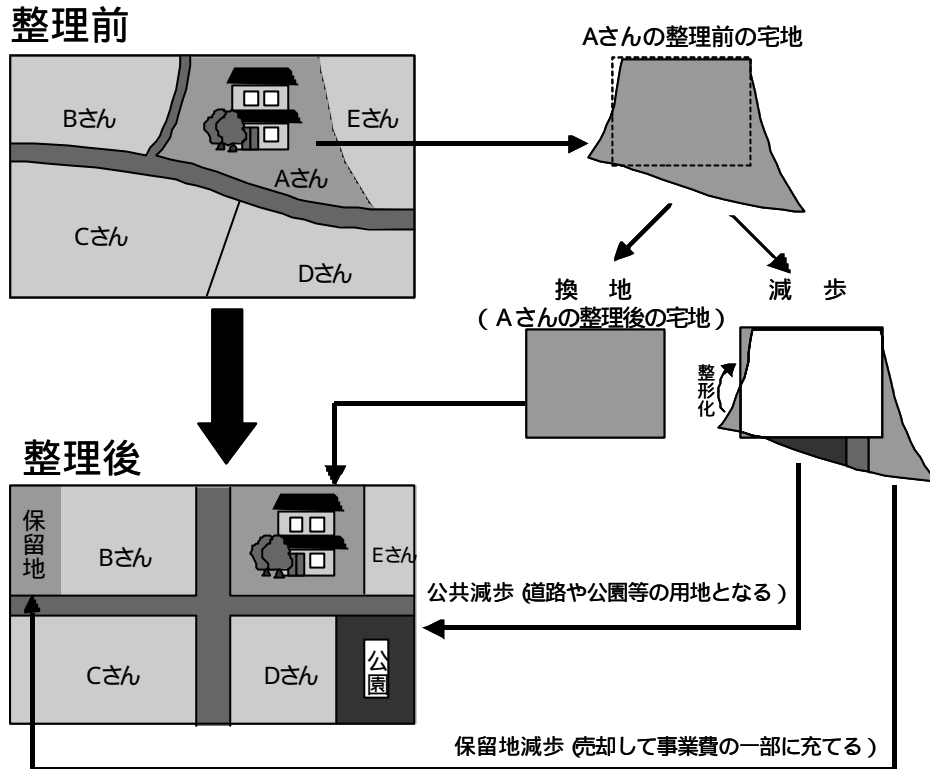 整理前
Aさんの整理前の宅地
Bさん
Eさん
Aさん
Cさん
Dさん
換 地
減 歩
(Aさんの整理後の宅地)
整形化
整理後
保留地
Bさん
Eさん
公共減歩(道路や公園等の用地となる)
Cさん
Dさん
公園
保留地減歩(売却して事業費の一部に充てる)